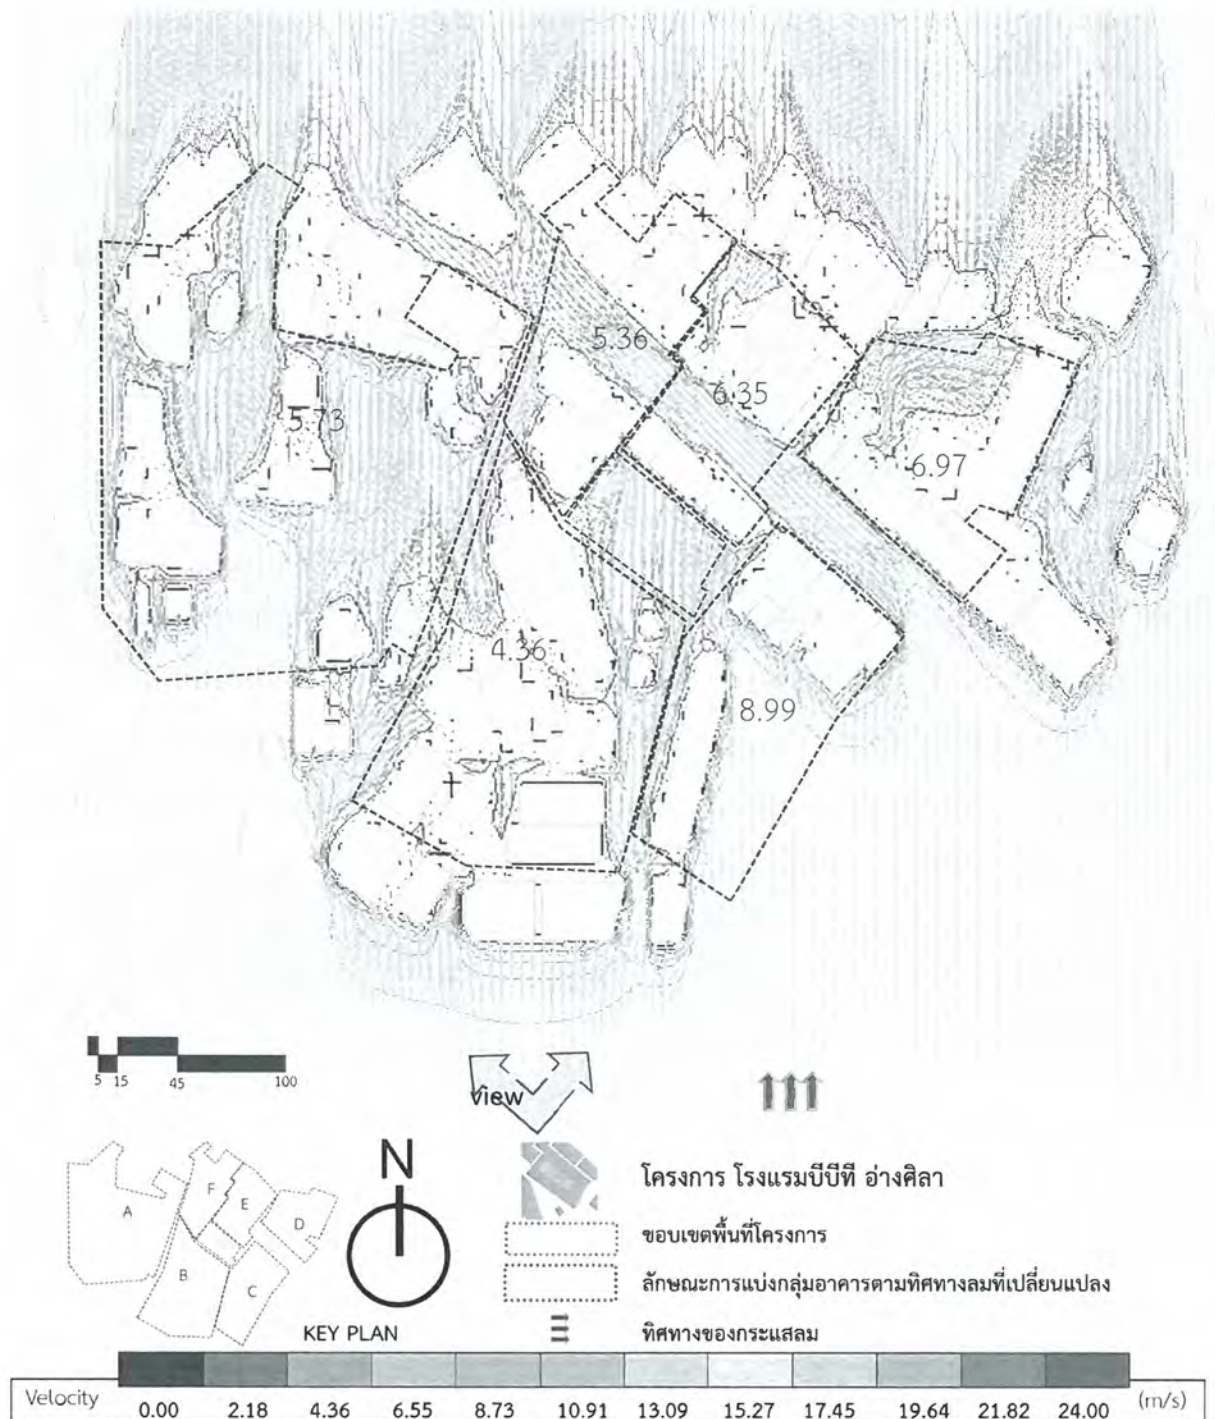 5.36
6.35
5.73
6.97
4.36
8.99
5 15 45 100
view
N
A
F
E
D
B
C
KEY PLAN
โครงการ โรงแรมบีบีที อ่างศิลา
ขอบเขตพื้นที่โครงการ
ลักษณะการแบ่งกลุ่มอาคารตามทิศทางลมที่เปลี่ยนแปลง
ทิศทางของกระแสลม
Velocity 0.00 2.18 4.36 6.55 8.73 10.91 13.09 15.27 17.45 19.64 21.82 24.00 (m/s)